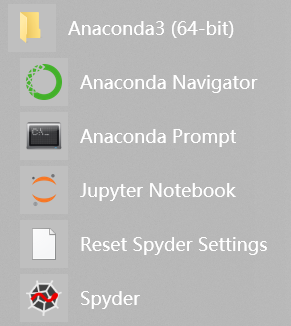 Anaconda3 (64-bit)
Anaconda Navigator
C:\_
Anaconda Prompt
Jupyter Notebook
Reset Spyder Settings
Spyder